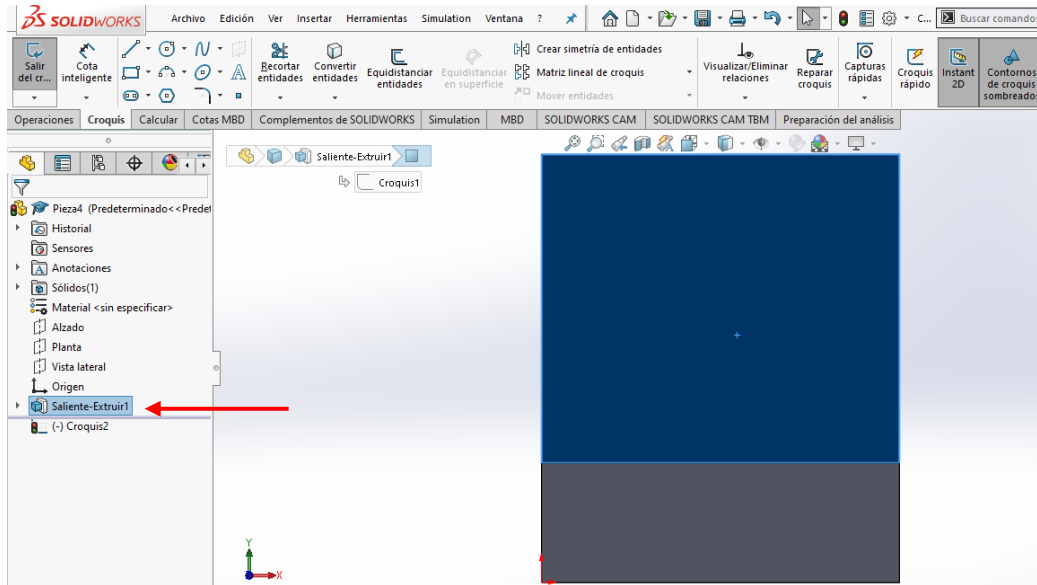 SOLIDWORKS Archivo Edición Ver Insertar Herramientas Simulation Ventana ? C... Buscar comandos
Salir del cr...
Cota inteligente
A
Recortar entidades
Convertir entidades
Equidistanciar entidades
Equidistanciar en superficie
Crear simetría de entidades
Matriz lineal de croquis
Mover entidades
Visualizar/Eliminar relaciones
Reparar croquis
Capturas rápidas
Croquis rápido
Instant 2D
Contornos de croquis sombreados
Operaciones Croquis Calcular Cotas MBD Complementos de SOLIDWORKS Simulation MBD SOLIDWORKS CAM SOLIDWORKS CAM TBM Preparación del análisis
Saliente-Extruir1
Croquis1
Pieza4 (Predeterminado<<Predet
Historial
Sensores
Anotaciones
Sólidos(1)
Material <sin especificar>
Alzado
Planta
Vista lateral
Origen
Saliente-Extruir1
(-) Croquis2
Y
X